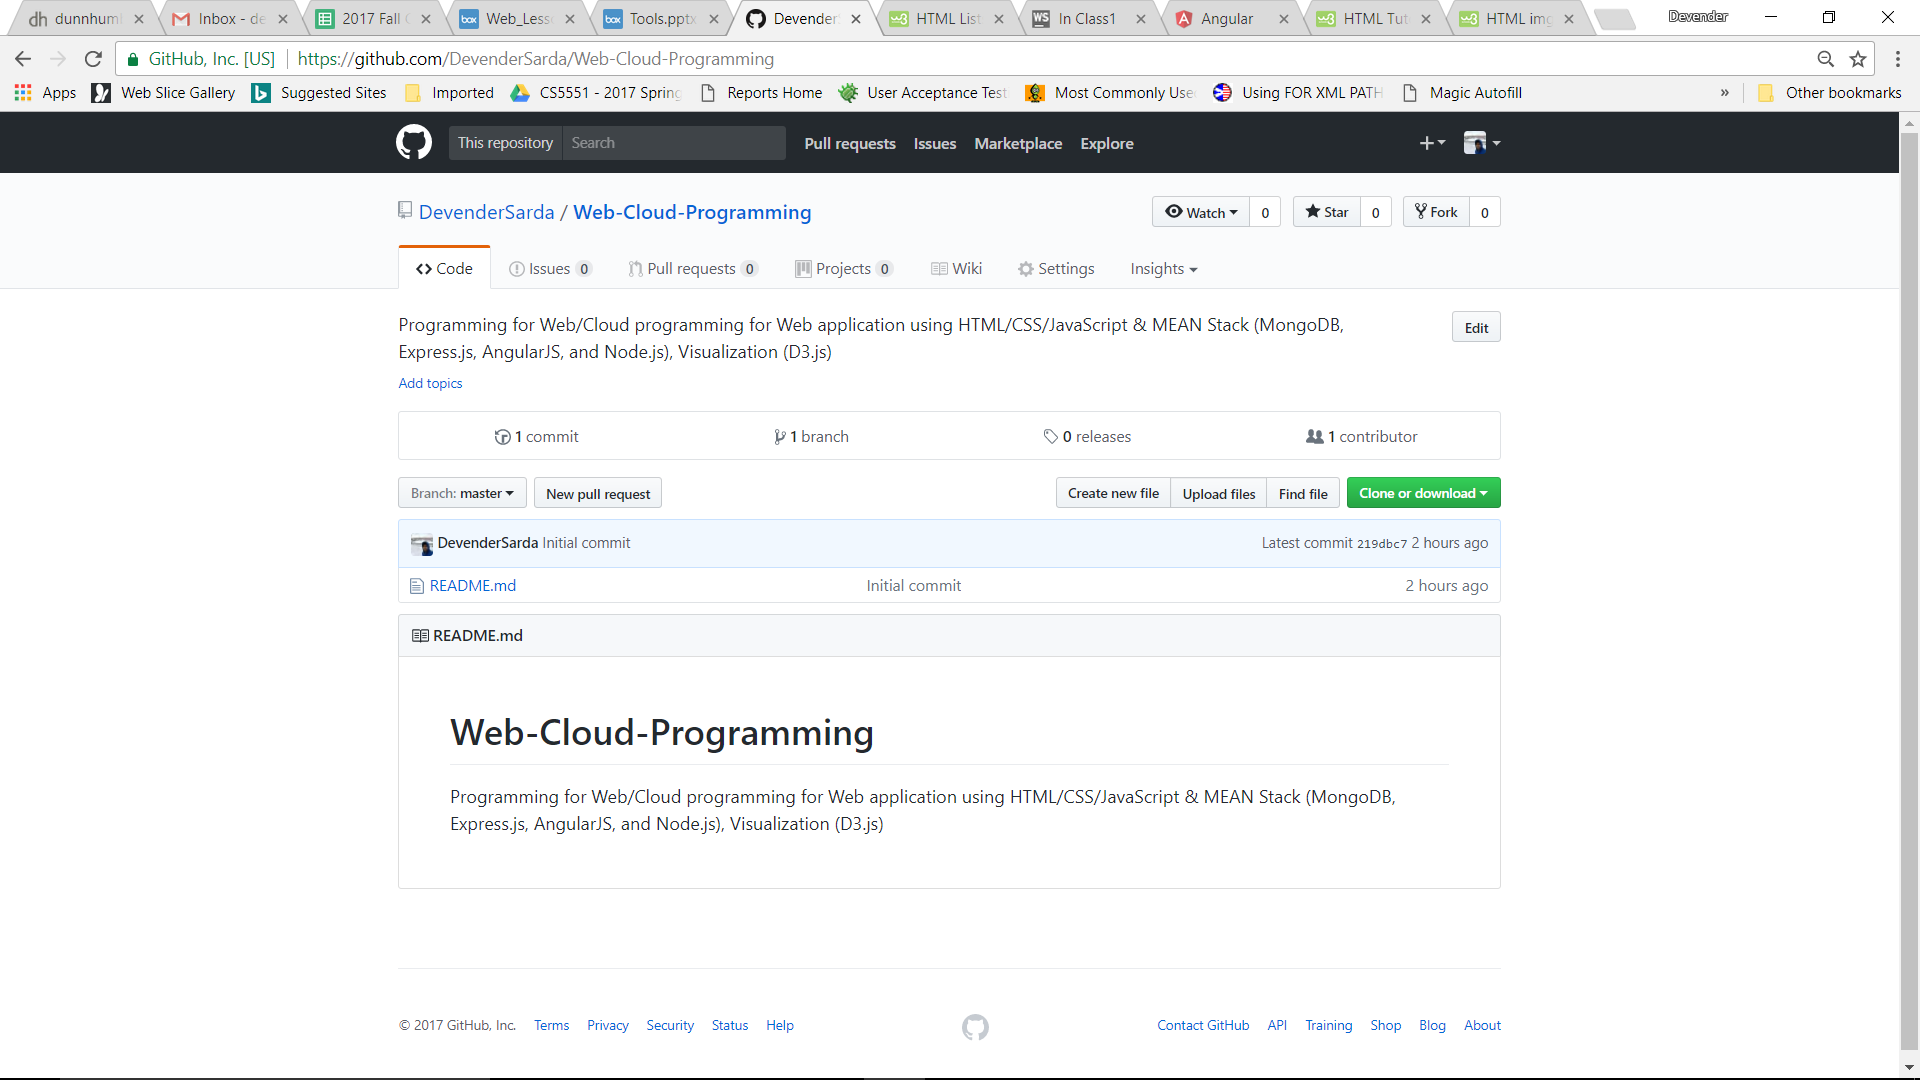 dunnhum
Inbox - de
2017 Fall C
Web_Less
Tools.pptx
Devender
HTML List
In Class1
Angular
HTML Tut
HTML img
Devender
GitHub, Inc. [US] https://github.com/DevenderSarda/Web-Cloud-Programming
Apps Web Slice Gallery Suggested Sites Imported CS5551 - 2017 Spring Reports Home User Acceptance Test Most Commonly Use Using FOR XML PATH Magic Autofill » Other bookmarks
This repository Search Pull requests Issues Marketplace Explore
DevenderSarda / Web-Cloud-Programming
Watch 0 Star 0 Fork 0
Code Issues 0 Pull requests 0 Projects 0 Wiki Settings Insights
Programming for Web/Cloud programming for Web application using HTML/CSS/JavaScript & MEAN Stack (MongoDB,
Express.js, AngularJS, and Node.js), Visualization (D3.js)
Edit
Add topics
1 commit 1 branch 0 releases 1 contributor
Branch: master New pull request Create new file Upload files Find file Clone or download
DevenderSarda Initial commit Latest commit 219dbc7 2 hours ago
README.md Initial commit 2 hours ago
README.md
Web-Cloud-Programming
Programming for Web/Cloud programming for Web application using HTML/CSS/JavaScript & MEAN Stack (MongoDB,
Express.js, AngularJS, and Node.js), Visualization (D3.js)
© 2017 GitHub, Inc. Terms Privacy Security Status Help Contact GitHub API Training Shop Blog About